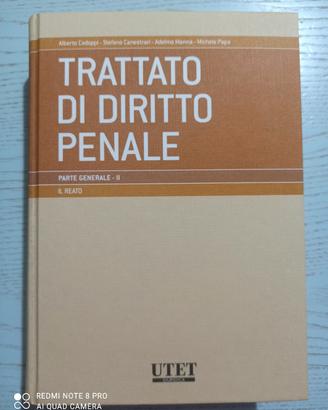 Alberto Cadoppi - Stefano Canestrari - Adelmo Manna - Michele Papa
TRATTATO
DI DIRITTO
PENALE
PARTE GENERALE - II
IL REATO
UTET
GIURIDICA
REDMI NOTE 8 PRO
AI QUAD CAMERA